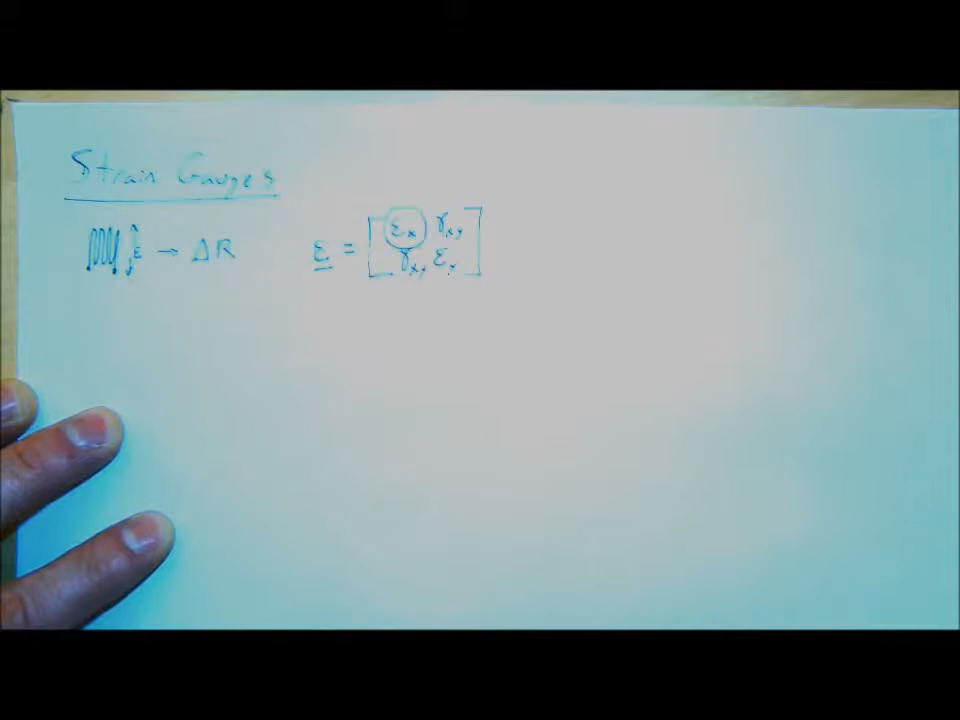 Strain Gauges
ε → ΔR ε = [ εx γxy
γxy εy ]